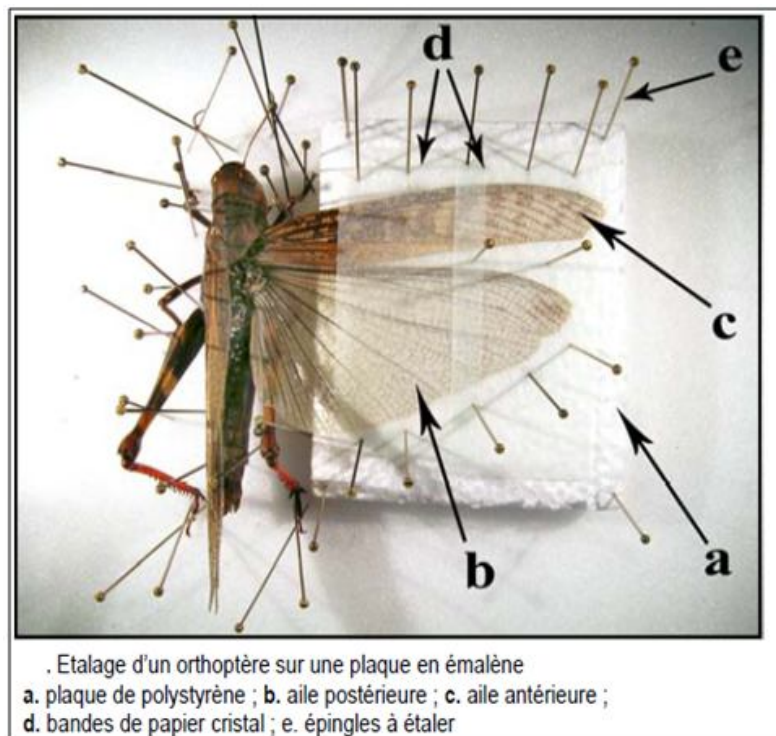 d
e
c
b
a
. Etalage d'un orthoptère sur une plaque en émalène
a. plaque de polystyrène ; b. aile postérieure ; c. aile antérieure ;
d. bandes de papier cristal ; e. épingles à étaler